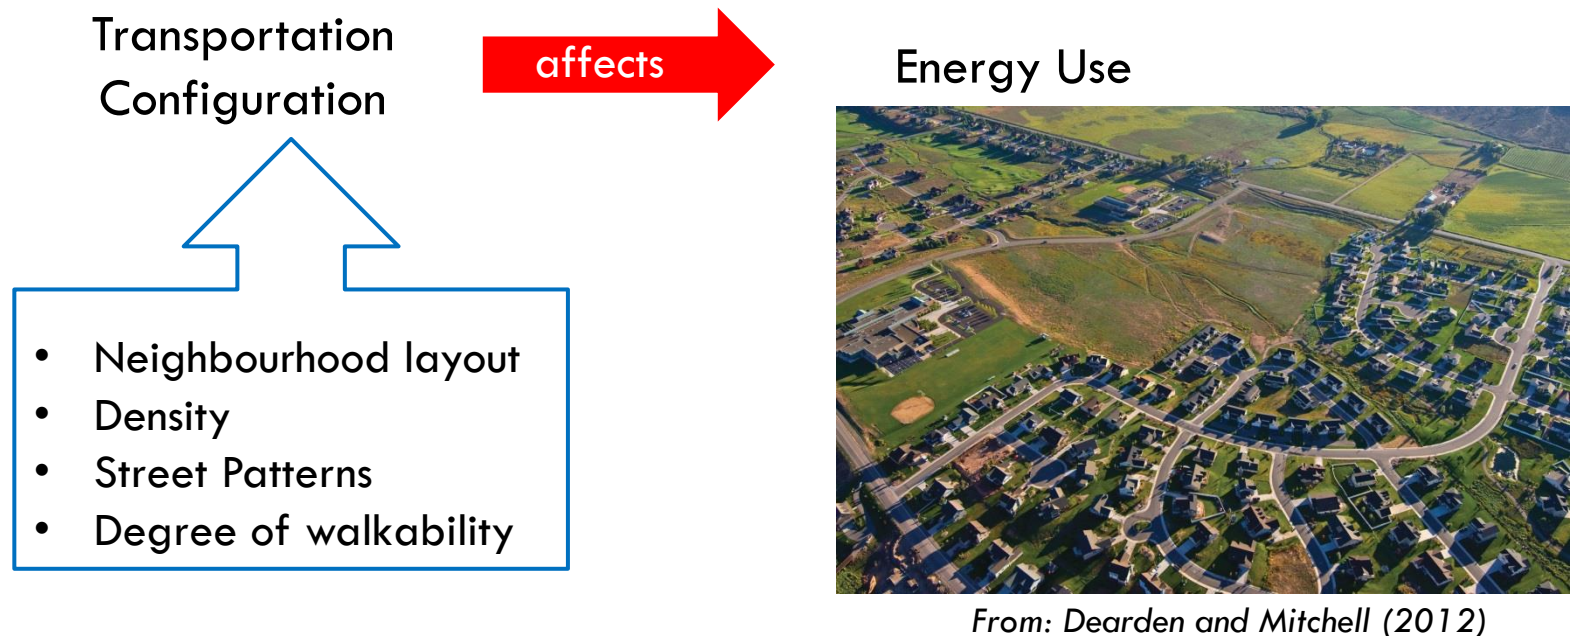 Transportation
Configuration
affects
Energy Use
• Neighbourhood layout
• Density
• Street Patterns
• Degree of walkability
From: Dearden and Mitchell (2012)